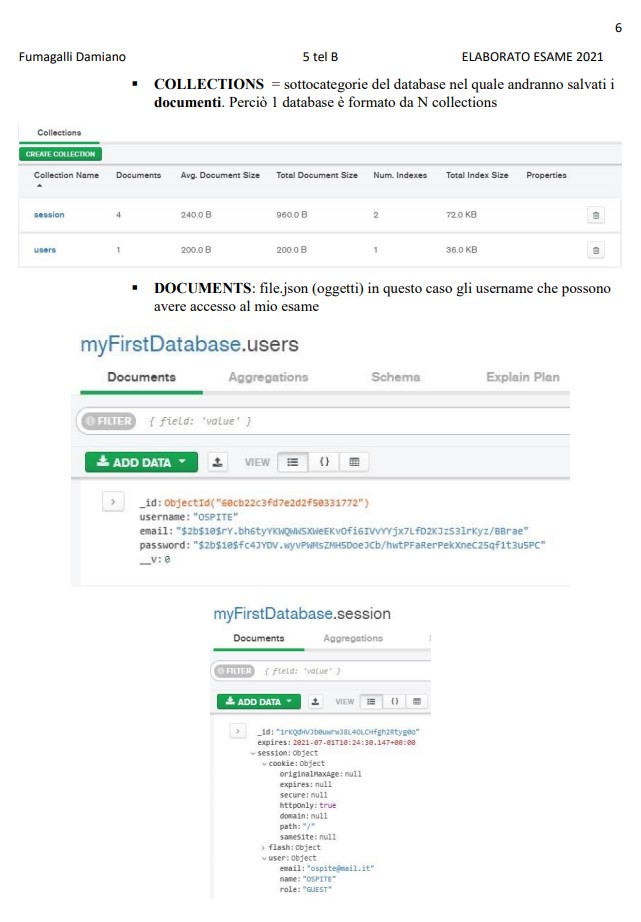 6
Fumagalli Damiano 5 tel B ELABORATO ESAME 2021
▪ COLLECTIONS = sottocategorie del database nel quale andranno salvati i
documenti. Perciò 1 database è formato da N collections
Collections
CREATE COLLECTION
Collection Name Documents Avg. Document Size Total Document Size Num. Indexes Total Index Size Properties
session 4 240.0 B 960.0 B 2 72.0 KB
users 1 200.0 B 200.0 B 1 36.0 KB
▪ DOCUMENTS: file.json (oggetti) in questo caso gli username che possono
avere accesso al mio esame
myFirstDatabase.users
Documents Aggregations Schema Explain Plan
FILTER { field: 'value' }
ADD DATA VIEW {}
_id: ObjectId("60cb22c3fd7e2d2f50331772")
username: "OSPITE"
email: "$2b$10$rY.bh6tyYKWQWWSXWeEKvOfi6IVvYYjx7LfD2KJzS3lrKyz/BBrae"
password: "$2b$10$fc4JYDV.wyvPWMsZMH5DoeJCb/hwtPFaRerPekXneC25qf1t3u5PC"
__v: 0
myFirstDatabase.session
Documents Aggregations
FILTER { field: 'value' }
ADD DATA VIEW {}
_id: "1rKQdHVJD0uwrwJ8L4OLCHfgh2Rtyg0o"
expires: 2021-07-01T10:24:30.147+00:00
session: Object
cookie: Object
originalMaxAge: null
expires: null
secure: null
httpOnly: true
domain: null
path: "/"
sameSite: null
flash: Object
user: Object
email: "ospite@mail.it"
name: "OSPITE"
role: "GUEST"